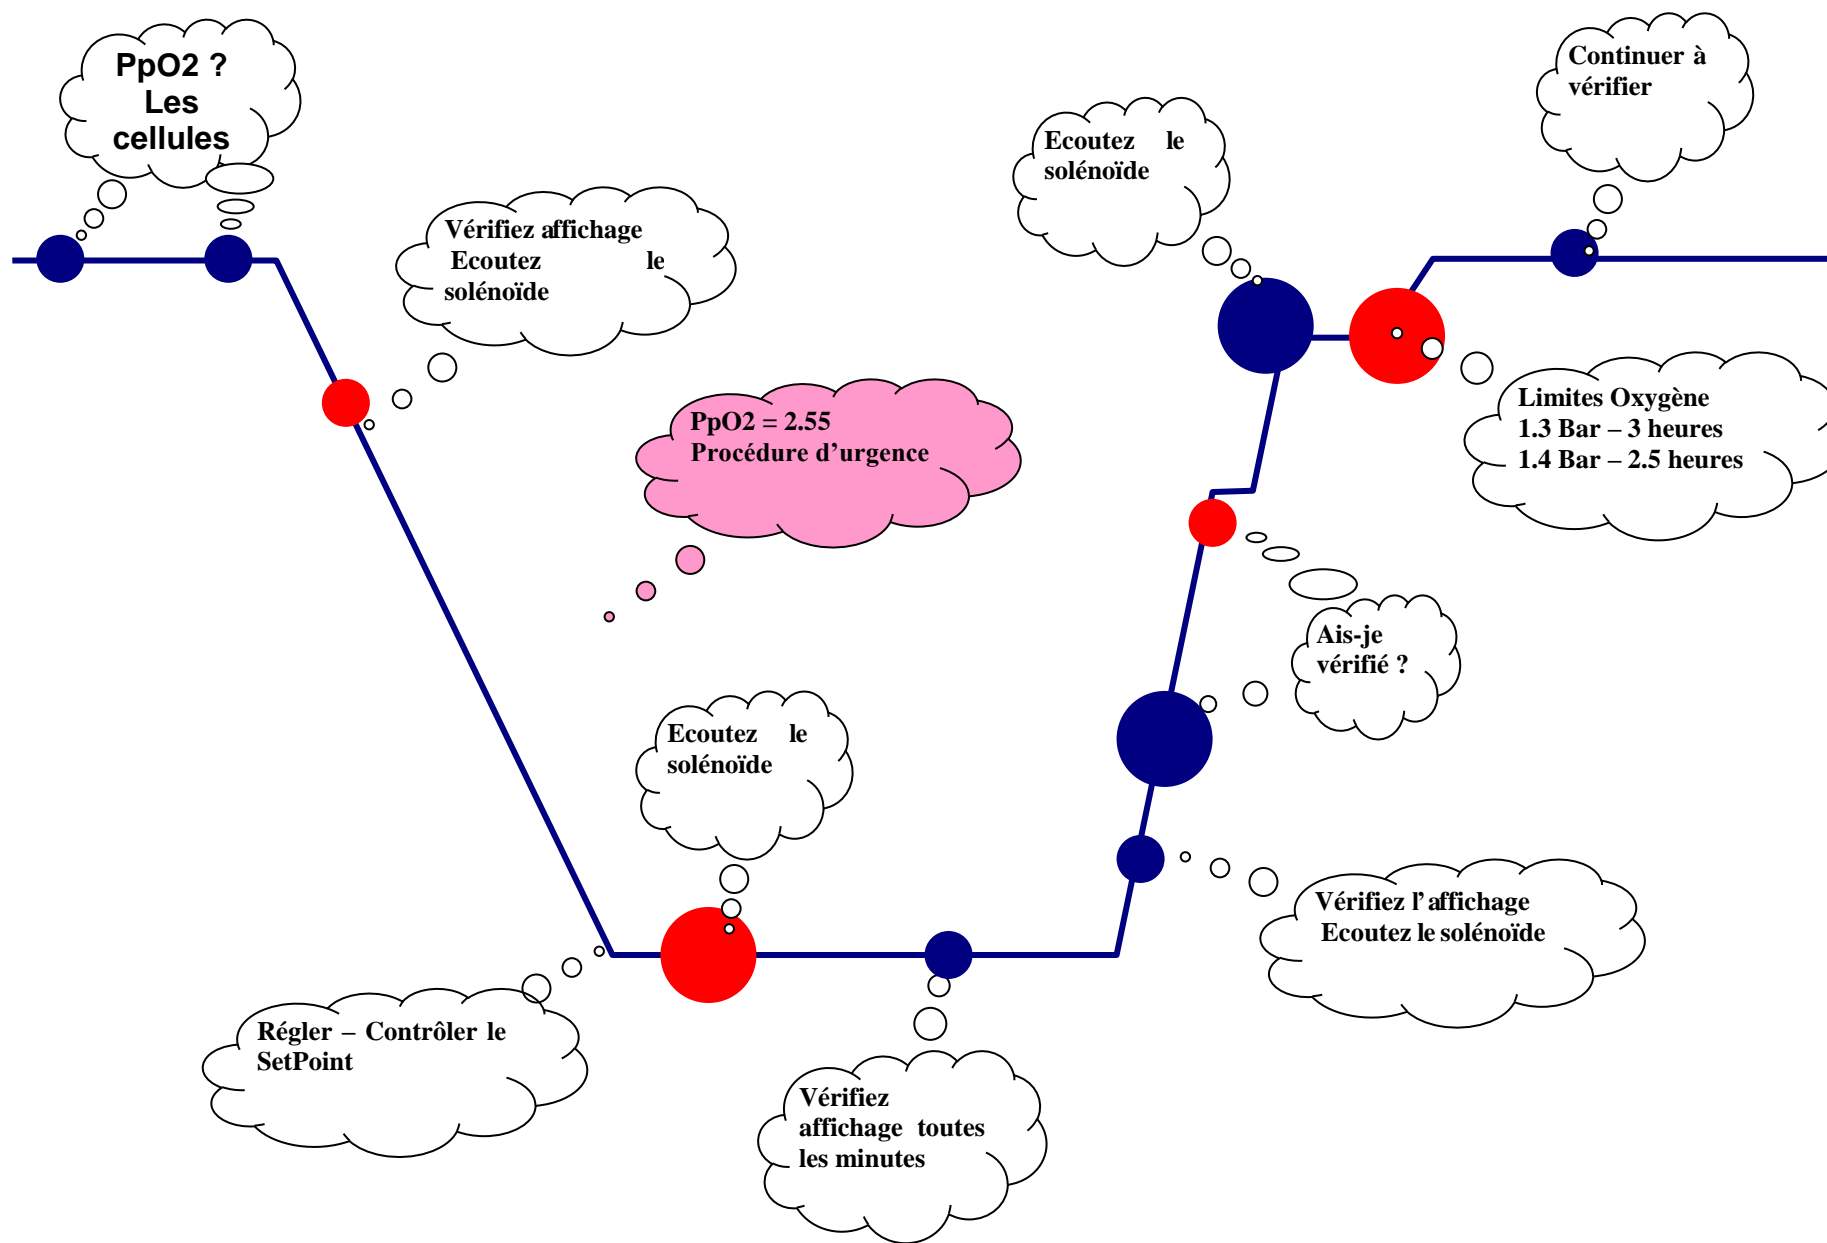 PpO2 ?
Les
cellules
Vérifiez affichage
Ecoutez le
solénoïde
PpO2 = 2.55
Procédure d’urgence
Ecoutez le
solénoïde
Continuer à
vérifier
Limites Oxygène
1.3 Bar – 3 heures
1.4 Bar – 2.5 heures
Ais-je
vérifié ?
Ecoutez le
solénoïde
Vérifiez l’affichage
Ecoutez le solénoïde
Régler – Contrôler le
SetPoint
Vérifiez
affichage toutes
les minutes